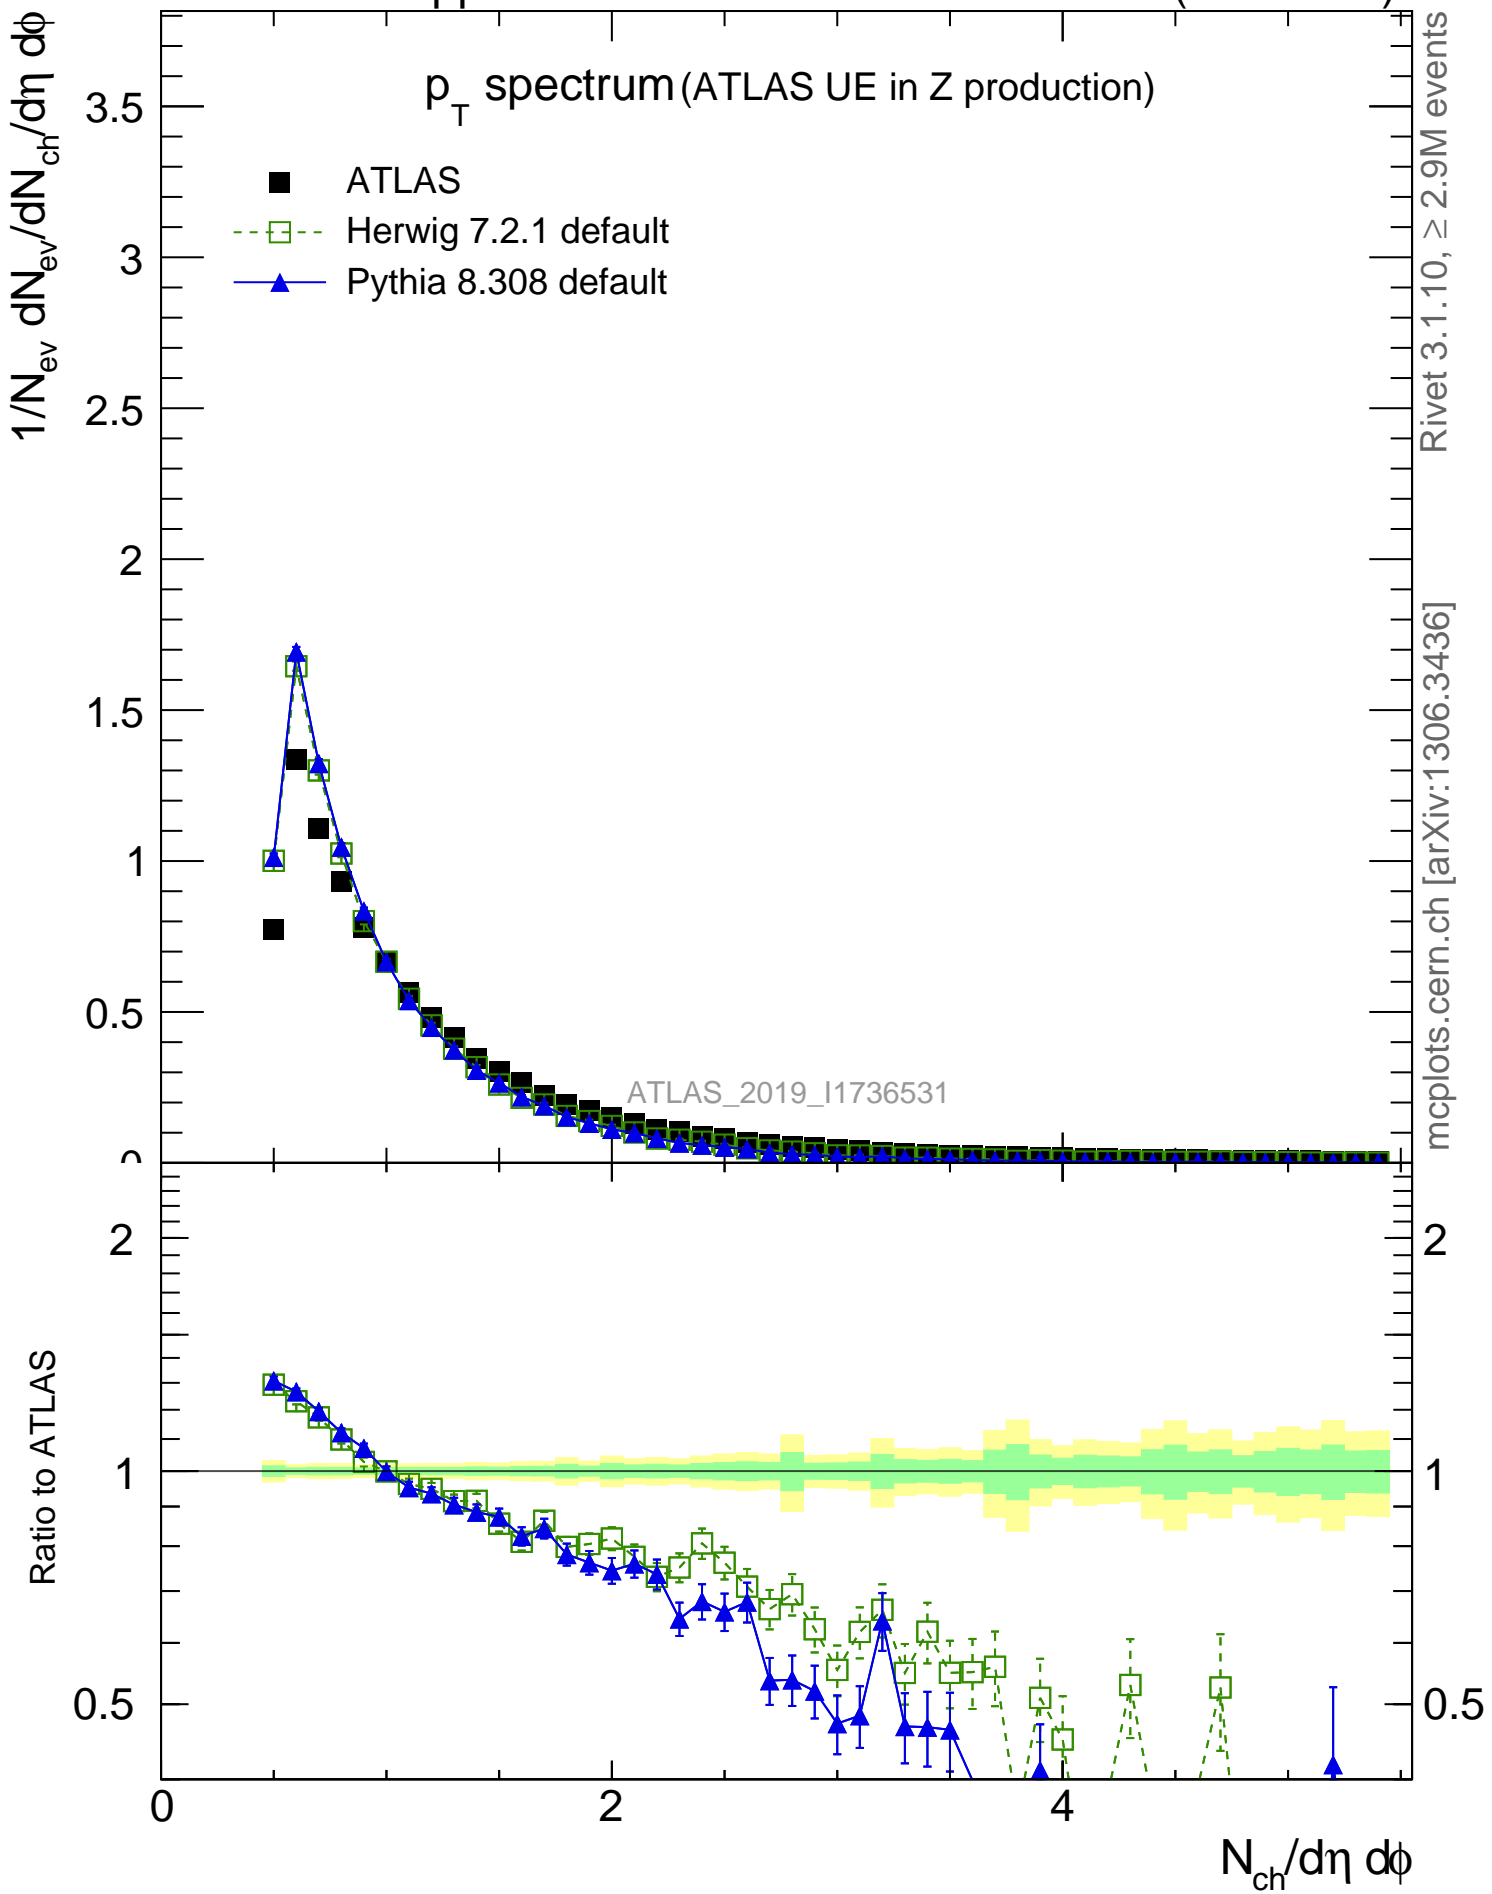 pp
p_T spectrum (ATLAS UE in Z production)
ATLAS
Herwig 7.2.1 default
Pythia 8.308 default
1/N_ev dN_ev/dN_ch/dη dϕ
3.5
3
2.5
2
1.5
1
0.5
0
ATLAS_2019_I1736531
Rivet 3.1.10, ≥ 2.9M events
mcplots.cern.ch [arXiv:1306.3436]
Ratio to ATLAS
2
1
0.5
2
1
0.5
0
2
4
N_ch/dη dϕ